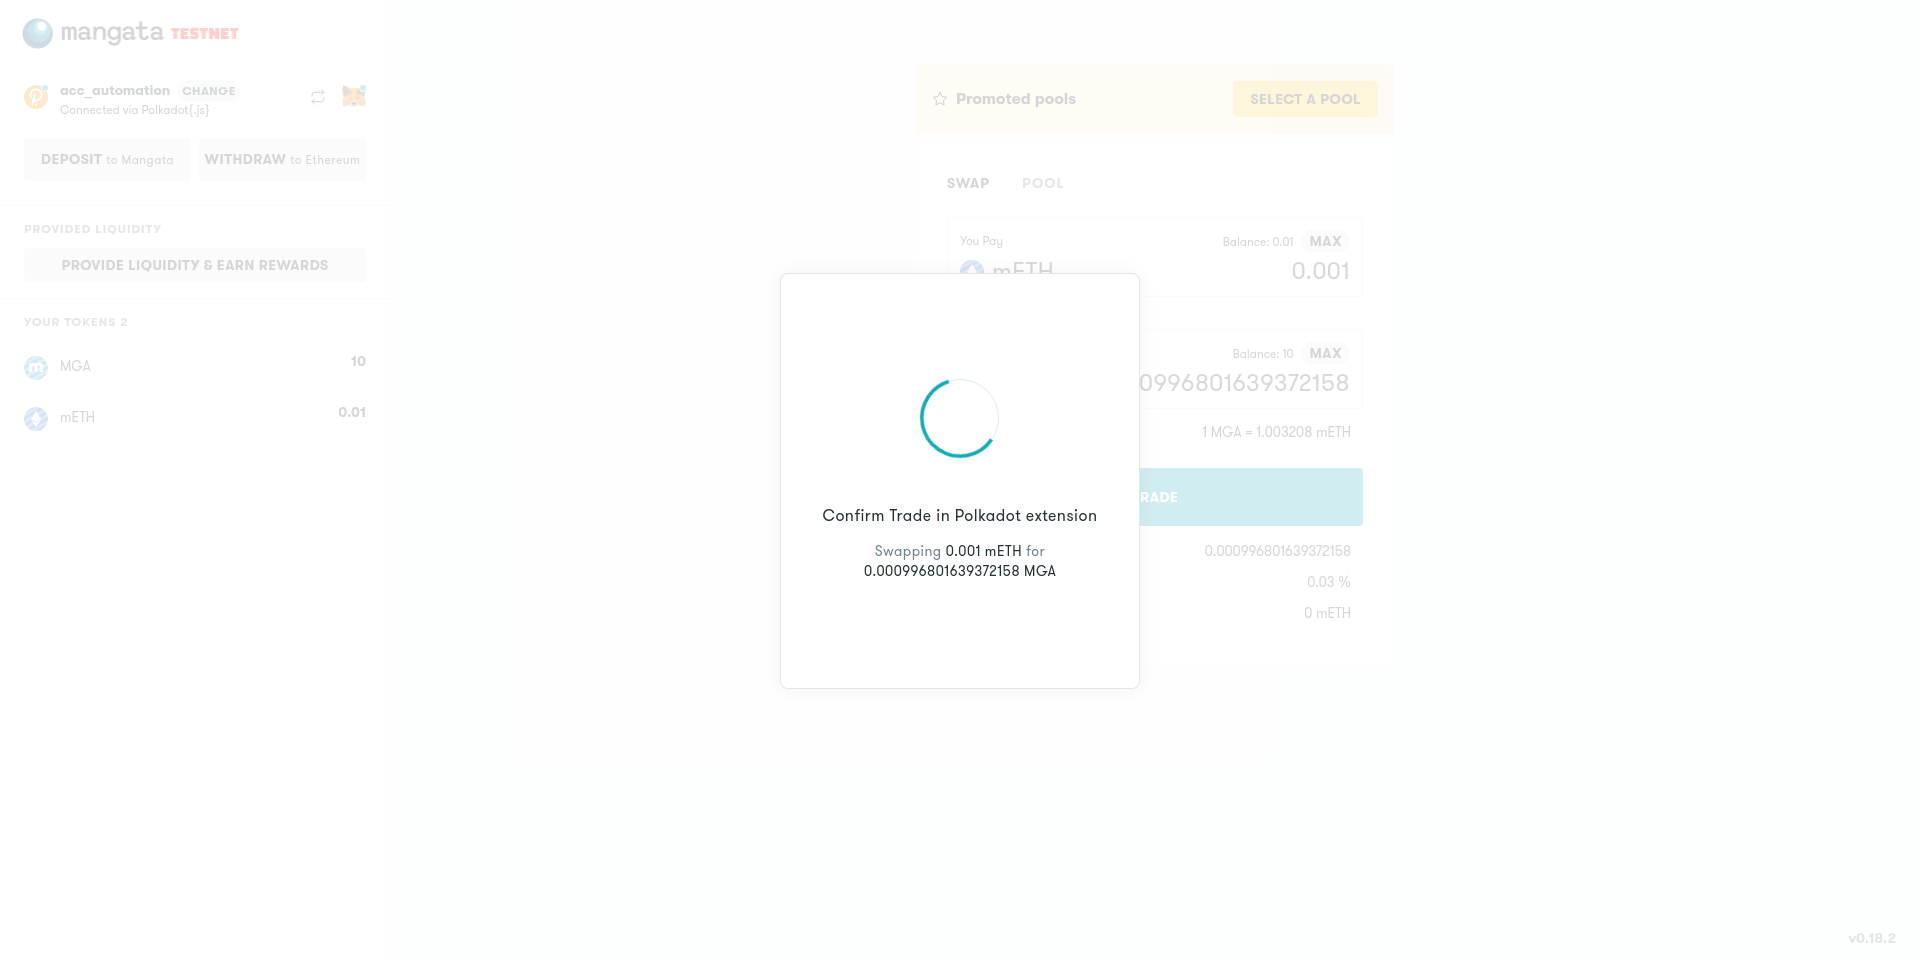 mangata TESTNET
acc_automation CHANGE
Connected via Polkadot{.js}
DEPOSIT to Mangata
WITHDRAW to Ethereum
PROVIDED LIQUIDITY
PROVIDE LIQUIDITY & EARN REWARDS
YOUR TOKENS 2
MGA 10
mETH 0.01
Promoted pools
SELECT A POOL
SWAP POOL
You Pay
Balance: 0.01 MAX
mETH 0.001
Balance: 10 MAX
0996801639372158
1 MGA = 1.003208 mETH
RADE
0.000996801639372158
0.03 %
0 mETH
Confirm Trade in Polkadot extension
Swapping 0.001 mETH for
0.000996801639372158 MGA
v0.18.2